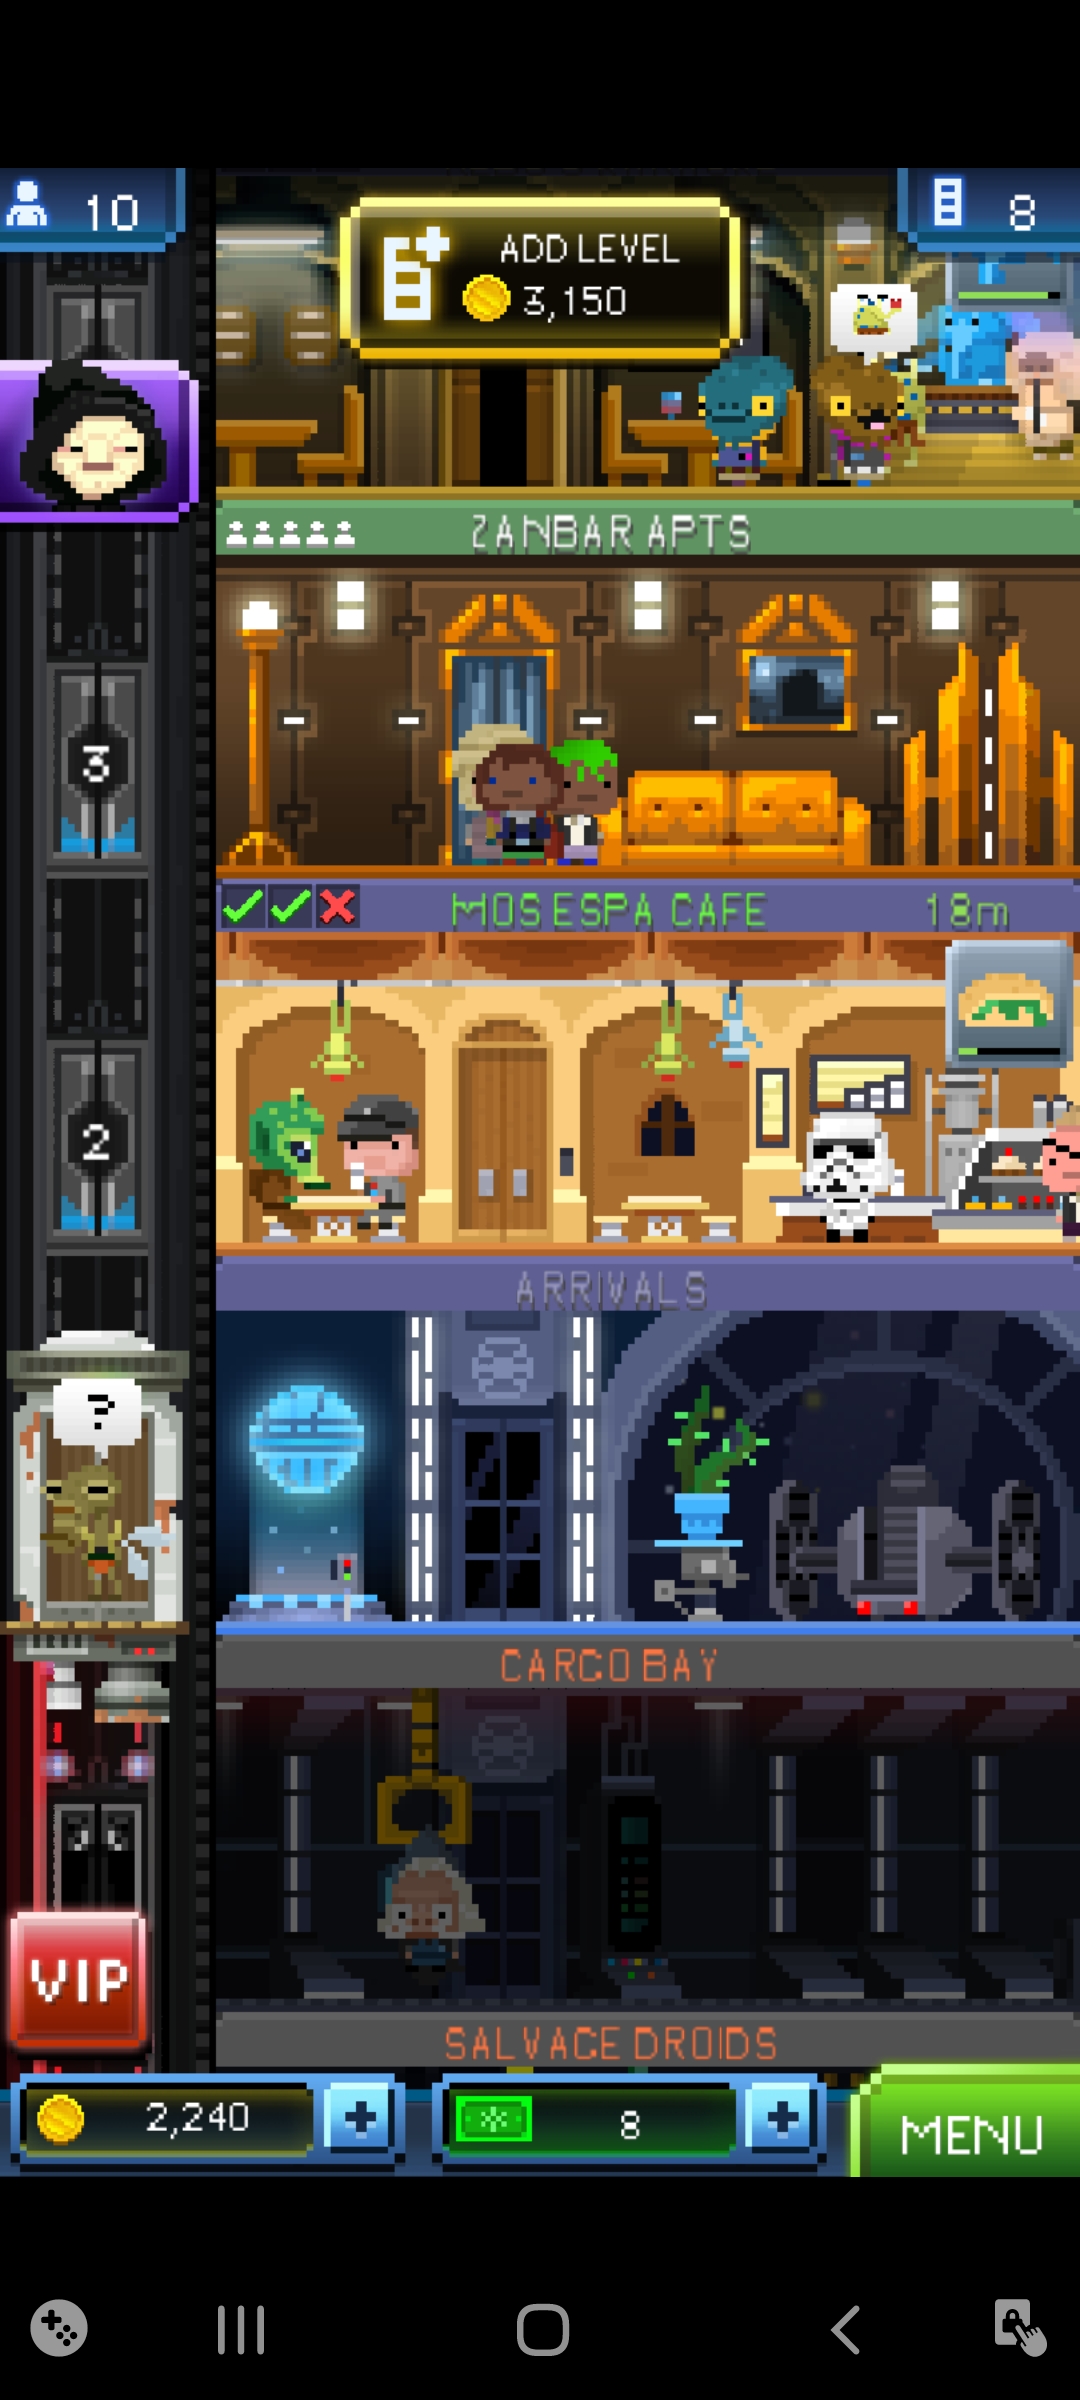 10
8
ADD LEVEL
3,150
ZANBAR APTS
3
MOS ESPA CAFE
18m
2
ARRIVALS
?
CARGO BAY
VIP
SALVAGE DROIDS
2,240
8
MENU